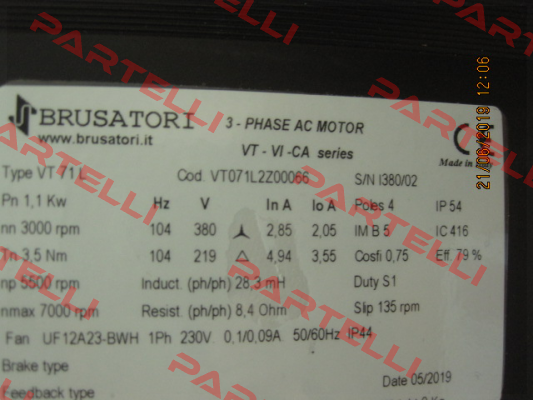 PARTELLI
BRUSATORI 3 - PHASE AC MOTOR
www.brusatori.it VT - VI -CA series
Made in
Type VT 71 L Cod. VT071L2Z00066 S/N I380/02
Pn 1,1 Kw Hz V In A Io A Poles 4 IP 54
nn 3000 rpm 104 380 2,85 2,05 IM B 5 IC 416
Tn 3,5 Nm 104 219 △ 4,94 3,55 Cosfi 0,75 Eff. 79 %
np 5500 rpm Induct. (ph/ph) 28,3 mH Duty S1
nmax 7000 rpm Resist. (ph/ph) 8,4 Ohm Slip 135 rpm
Fan UF12A23-BWH 1Ph 230V. 0,1/0,09A 50/60Hz IP44
Brake type Date 05/2019
Feedback type
21/06/2019 12:06